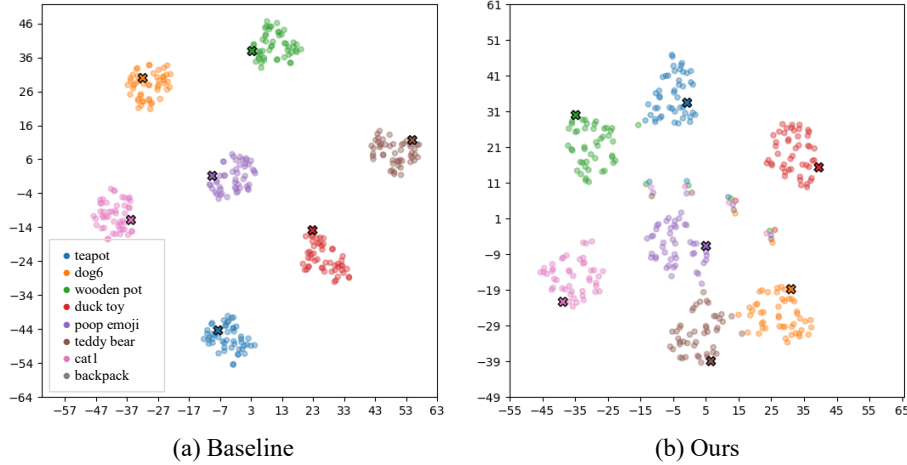 46
36
26
16
6
−4
−14
−24
−34
−44
−54
−64
−57 −47 −37 −27 −17 −7 3 13 23 33 43 53 63
teapot
dog6
wooden pot
duck toy
poop emoji
teddy bear
cat1
backpack
(a) Baseline
61
51
41
31
21
11
1
−9
−19
−29
−39
−49
−55 −45 −35 −25 −15 −5 5 15 25 35 45 55 65
(b) Ours